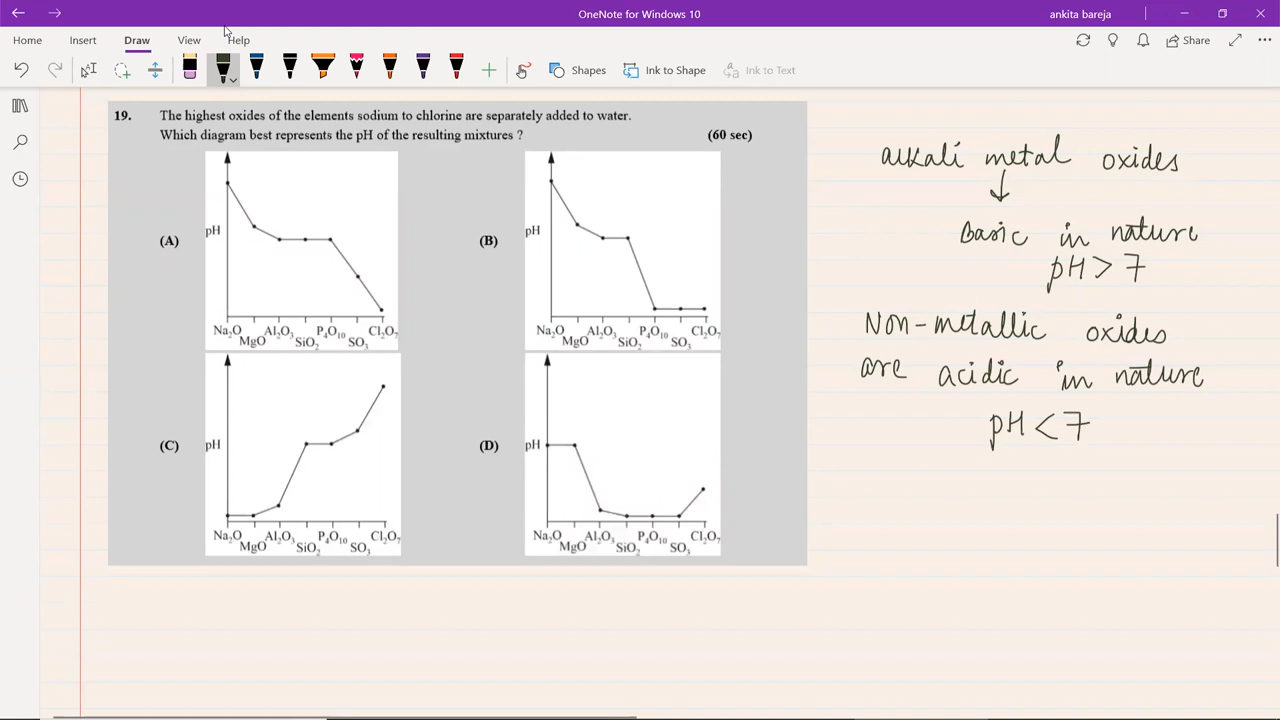 OneNote for Windows 10
ankita bareja
Home Insert Draw View Help
Share
Shapes Ink to Shape Ink to Text
19. The highest oxides of the elements sodium to chlorine are separately added to water.
Which diagram best represents the pH of the resulting mixtures ? (60 sec)
(A) pH
Na₂O MgO Al₂O₃ SiO₂ P₄O₁₀ SO₃ Cl₂O₇
(B) pH
Na₂O MgO Al₂O₃ SiO₂ P₄O₁₀ SO₃ Cl₂O₇
(C) pH
Na₂O MgO Al₂O₃ SiO₂ P₄O₁₀ SO₃ Cl₂O₇
(D) pH
Na₂O MgO Al₂O₃ SiO₂ P₄O₁₀ SO₃ Cl₂O₇
alkali metal oxides
↓
Basic in nature
pH > 7
Non-metallic oxides
are acidic in nature
pH < 7